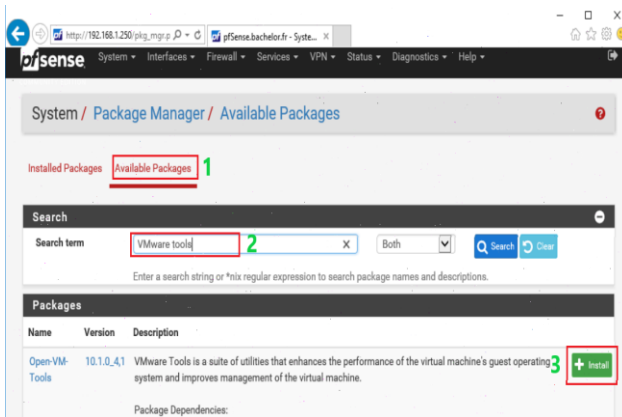 http://192.168.1.250/pkg_mgr.p
pfSense.bachelor.fr - Syste... x
pfsense System Interfaces Firewall Services VPN Status Diagnostics Help
System / Package Manager / Available Packages
Installed Packages Available Packages 1
Search
Search term VMware tools 2 X Both Search Clear
Enter a search string or *nix regular expression to search package names and descriptions.
Packages
Name Version Description
Open-VM- 10.1.0_4,1 VMware Tools is a suite of utilities that enhances the performance of the virtual machine's guest operating 3 + Install
Tools system and improves management of the virtual machine.
Package Dependencies: